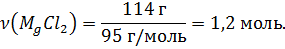 ν(MgCl₂) = 114 г / 95 г/моль = 1,2 моль.